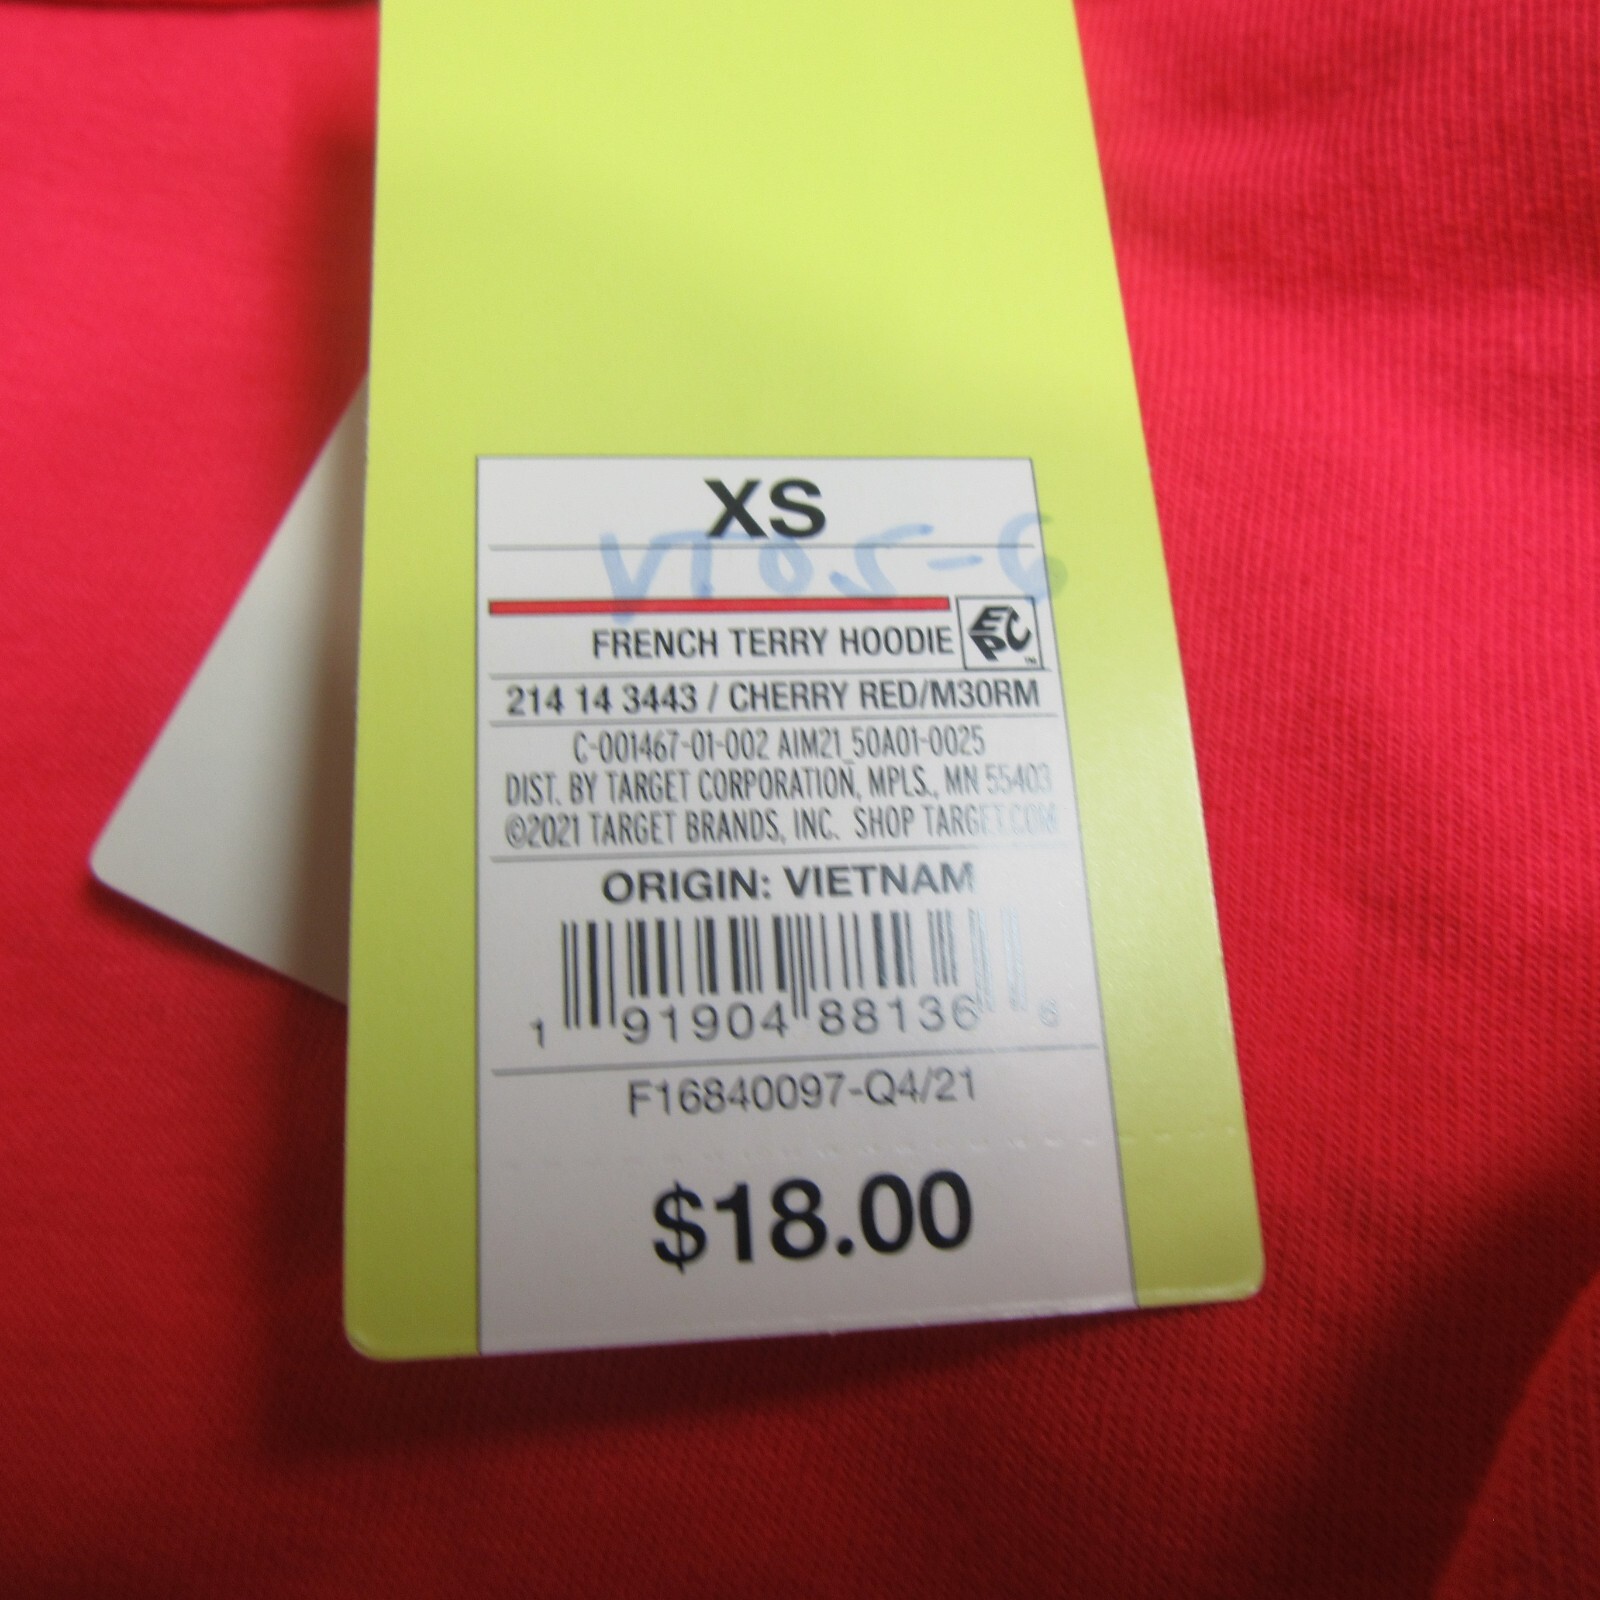 XS
FRENCH TERRY HOODIE
EPC™
214 14 3443 / CHERRY RED/M30RM
C-001467-01-002 AIM21_50A01-0025
DIST. BY TARGET CORPORATION, MPLS., MN 55403
©2021 TARGET BRANDS, INC. SHOP TARGET.COM
ORIGIN: VIETNAM
1 91904 88136 6
F16840097-Q4/21
$18.00